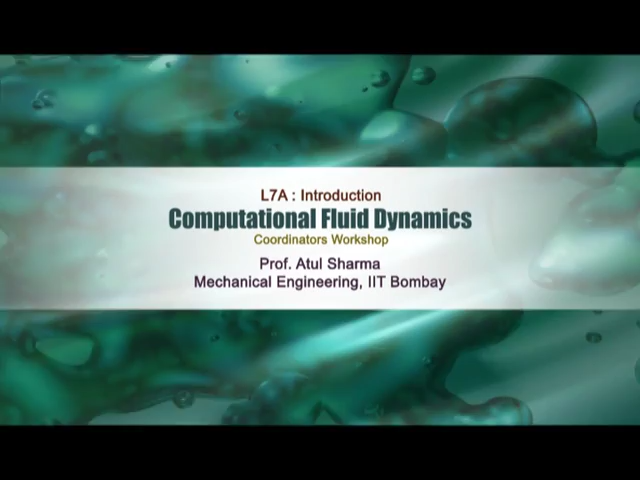 L7A : Introduction
Computational Fluid Dynamics
Coordinators Workshop
Prof. Atul Sharma
Mechanical Engineering, IIT Bombay